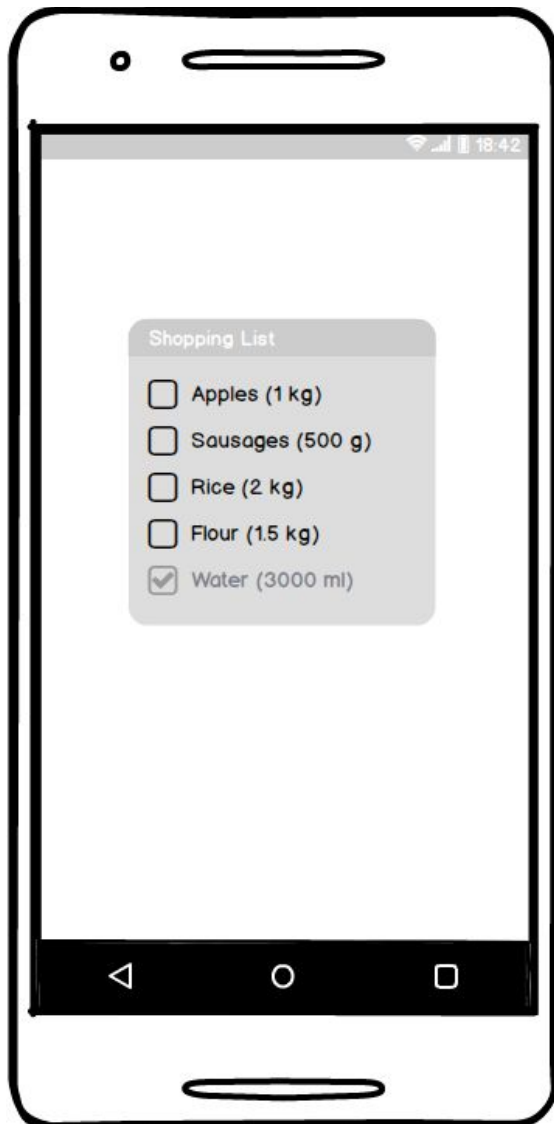 18:42
Shopping List
Apples (1 kg)
Sausages (500 g)
Rice (2 kg)
Flour (1.5 kg)
Water (3000 ml)